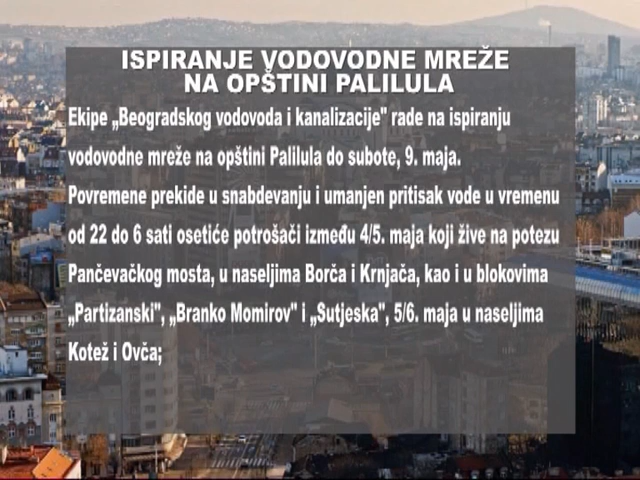 ISPIRANJE VODOVODNE MREŽE
NA OPŠTINI PALILULA
Ekipe „Beogradskog vodovoda i kanalizacije" rade na ispiranju
vodovodne mreže na opštini Palilula do subote, 9. maja.
Povremene prekide u snabdevanju i umanjen pritisak vode u vremenu
od 22 do 6 sati osetiće potrošači između 4/5. maja koji žive na potezu
Pančevačkog mosta, u naseljima Borča i Krnjača, kao i u blokovima
„Partizanski", „Branko Momirov" i „Sutjeska", 5/6. maja u naseljima
Kotež i Ovča;